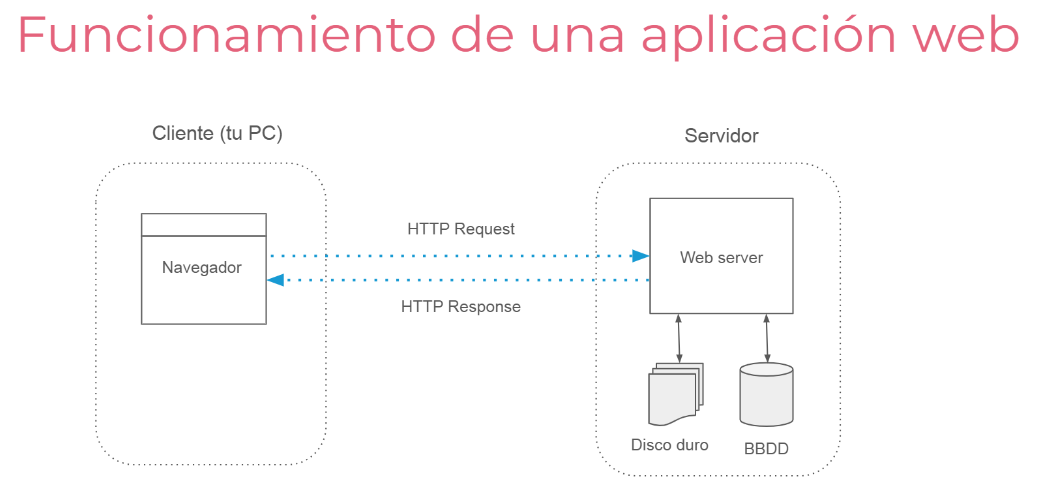 Funcionamiento de una aplicación web
Cliente (tu PC)
Servidor
HTTP Request
Navegador
Web server
HTTP Response
Disco duro
BBDD